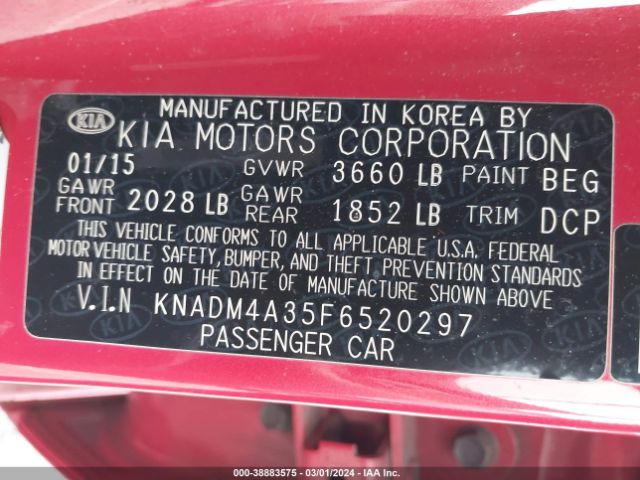 MANUFACTURED IN KOREA BY
KIA KIA MOTORS CORPORATION
01/15 GVWR 3660 LB PAINT BEG
GAWR FRONT 2028 LB GAWR REAR 1852 LB TRIM DCP
THIS VEHICLE CONFORMS TO ALL APPLICABLE U.S.A. FEDERAL
MOTOR VEHICLE SAFETY, BUMPER, AND THEFT PREVENTION STANDARDS
IN EFFECT ON THE DATE OF MANUFACTURE SHOWN ABOVE
V.I.N KNADM4A35F6520297
PASSENGER CAR
000-38883575 • 03/01/2024 • IAAI.COM